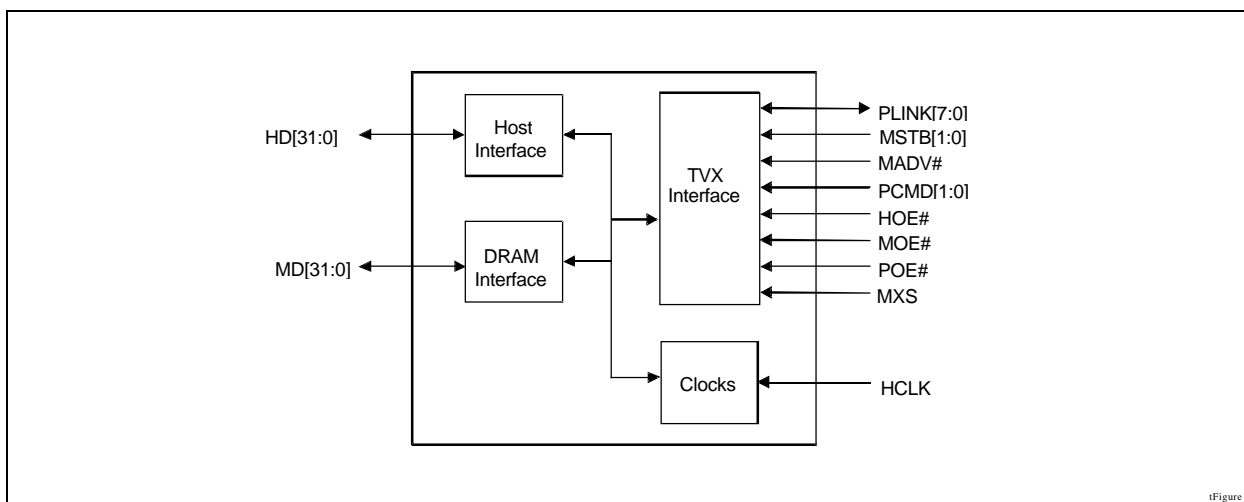 HD[31:0]
MD[31:0]
Host
Interface
DRAM
Interface
TVX
Interface
Clocks
PLINK[7:0]
MSTB[1:0]
MADV#
PCMD[1:0]
HOE#
MOE#
POE#
MXS
HCLK
tFigure